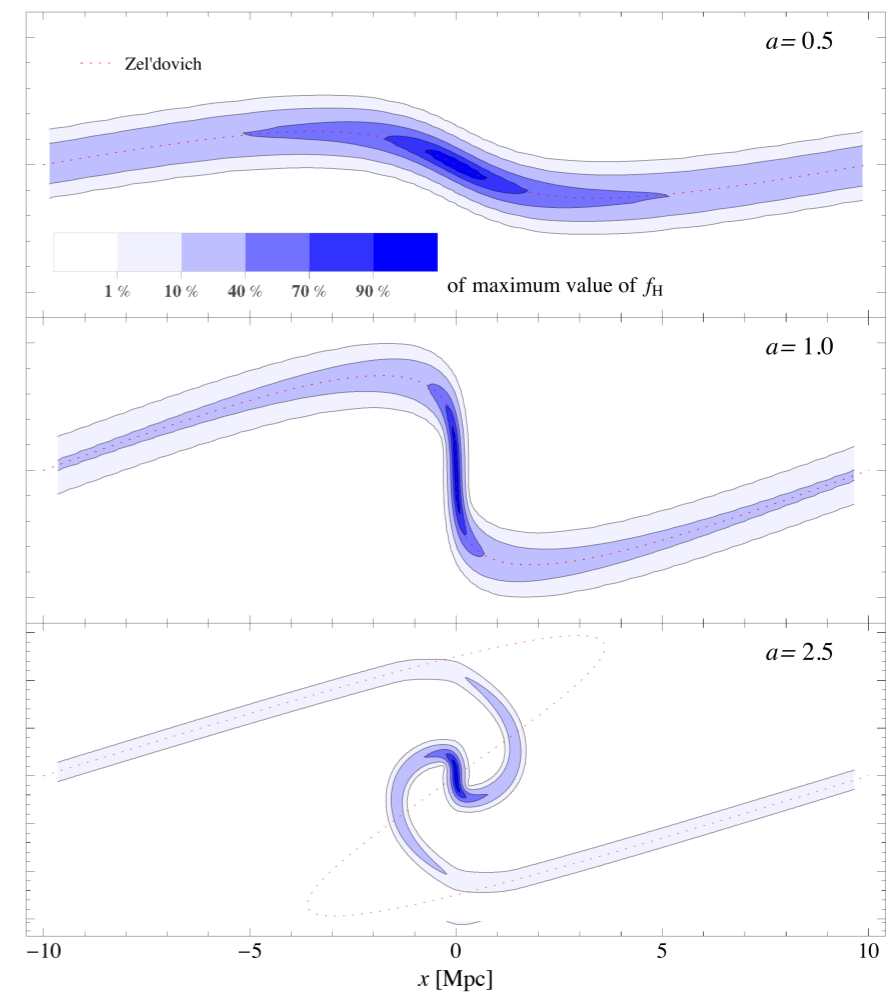 a= 0.5
Zel'dovich
1 % 10 % 40 % 70 % 90 %
of maximum value of fH
a= 1.0
a= 2.5
−10 −5 0 5 10
x [Mpc]